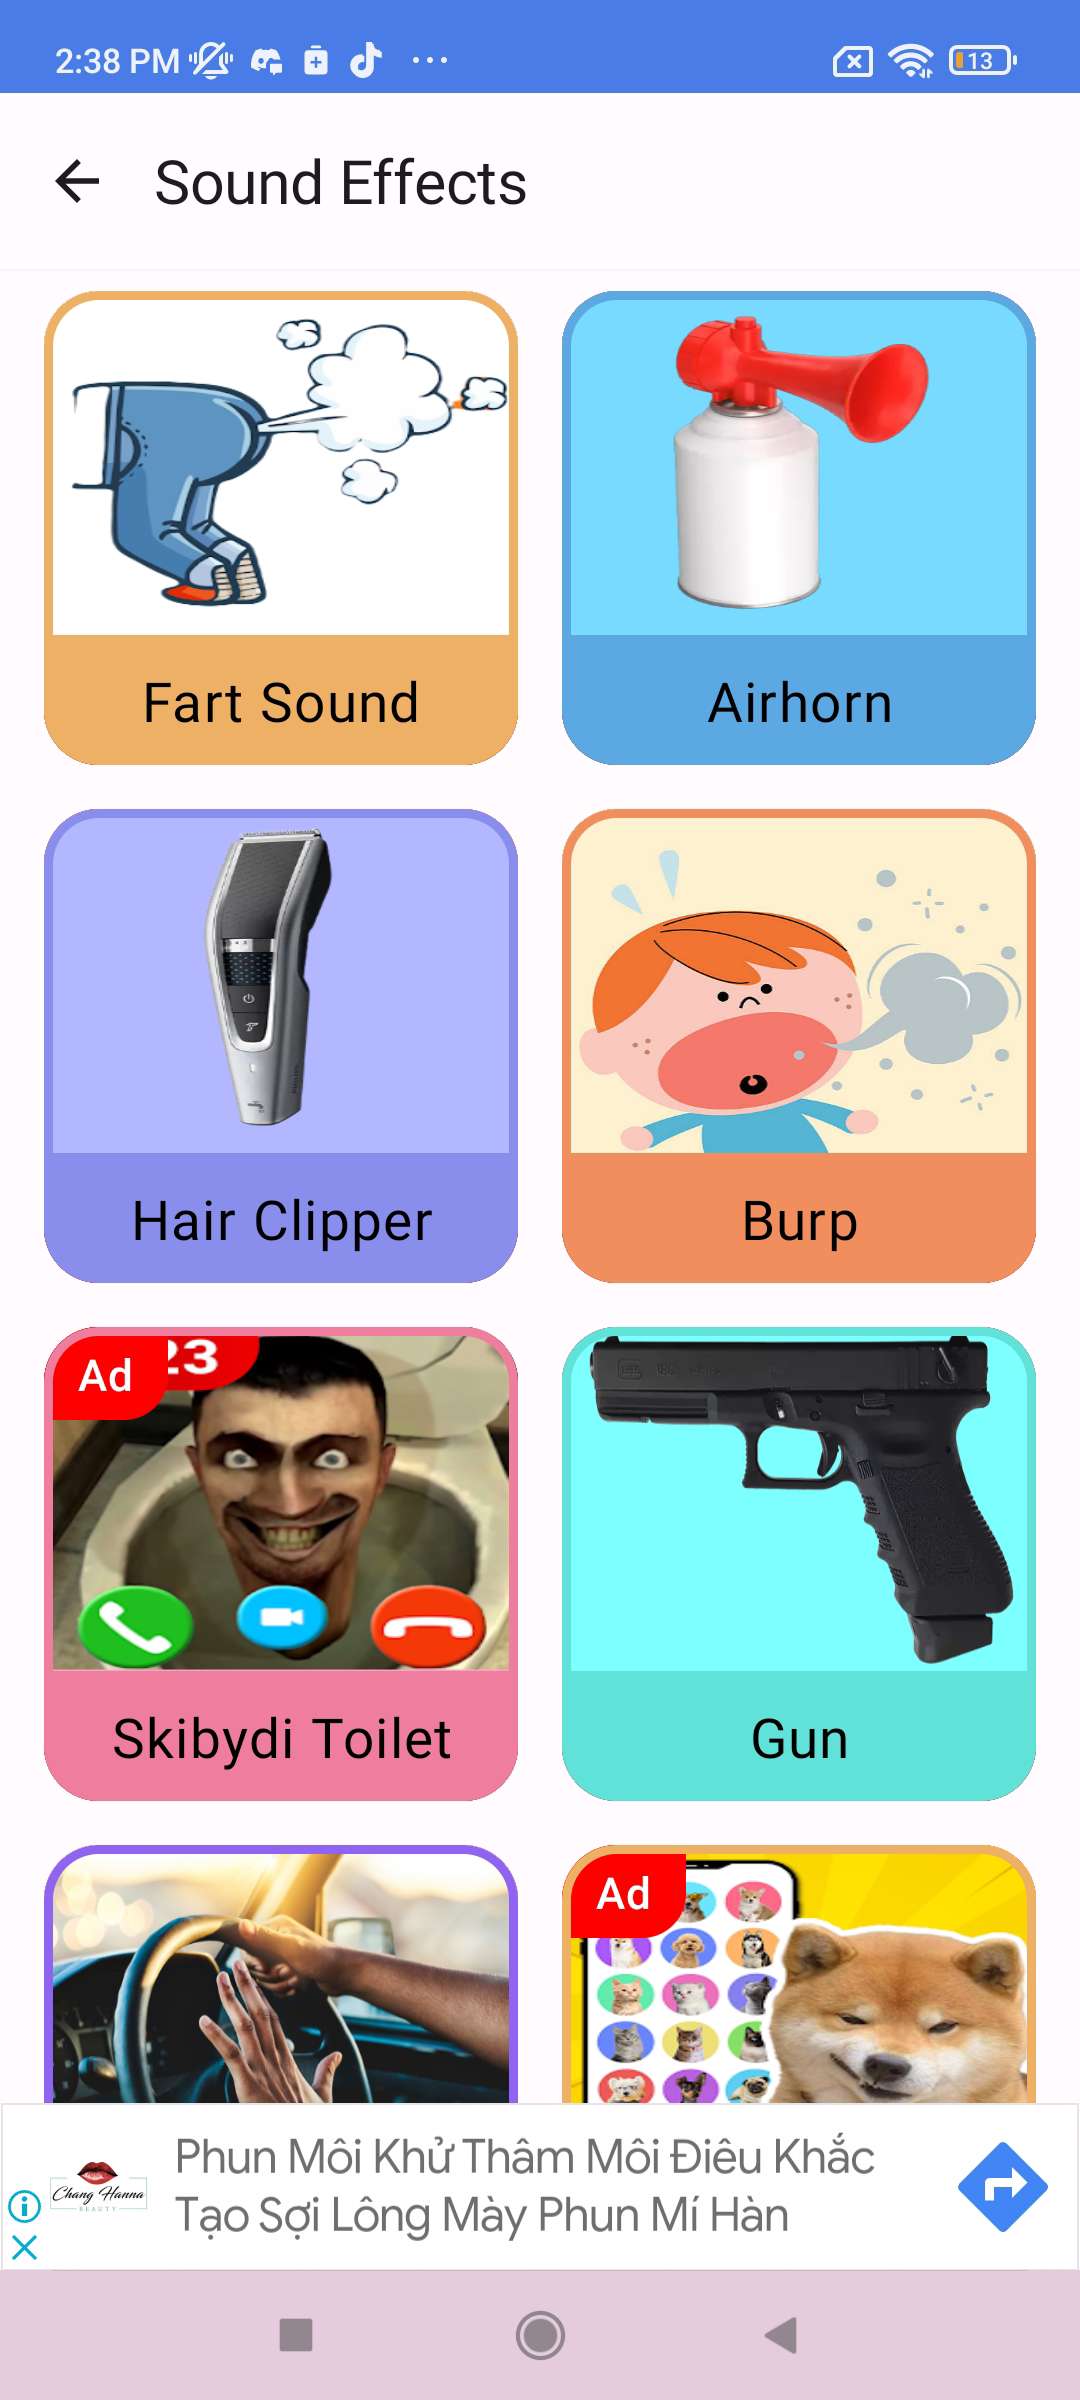 2:38 PM
13
Sound Effects
Fart Sound
Airhorn
Hair Clipper
Burp
Ad
23
Skibydi Toilet
Gun
Ad
Chang Hanna
BEAUTY
Phun Môi Khử Thâm Môi Điêu Khắc
Tạo Sợi Lông Mày Phun Mí Hàn